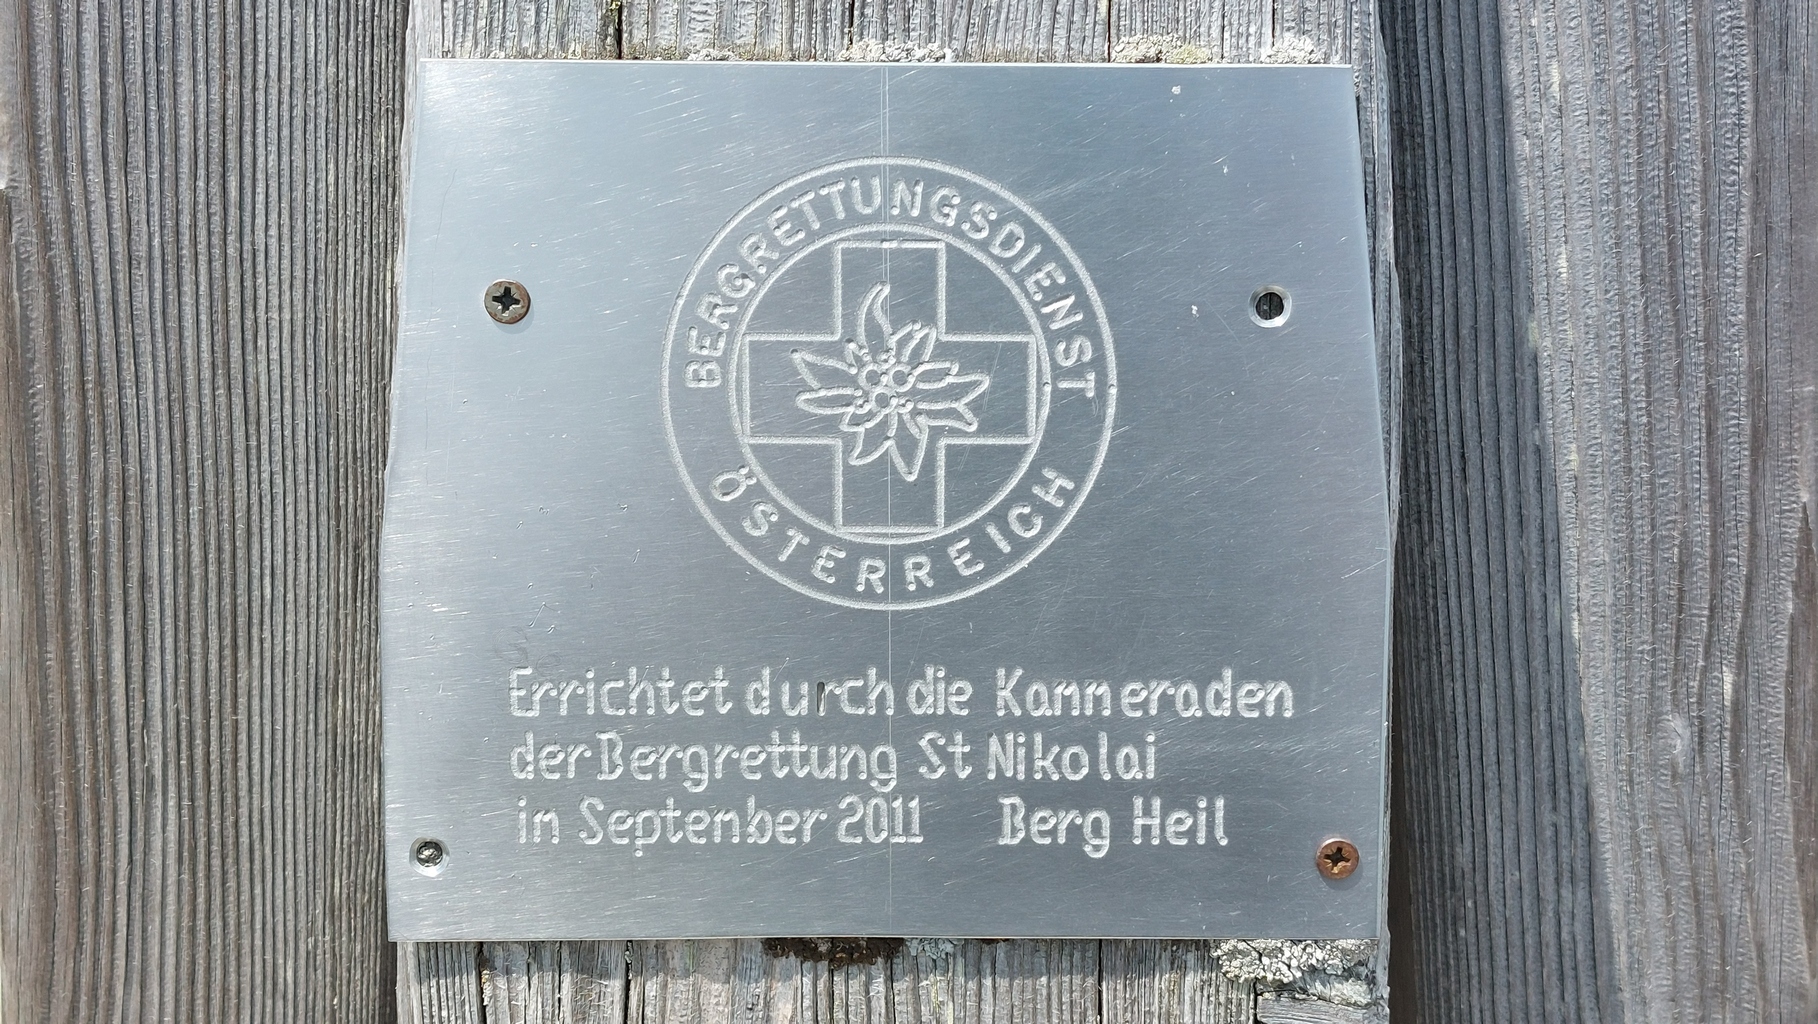 BERGRETTUNGSDIENST
ÖSTERREICH
Errichtet durch die Kanneraden
der Bergrettung St Nikolai
in Septenber 2011 Berg Heil